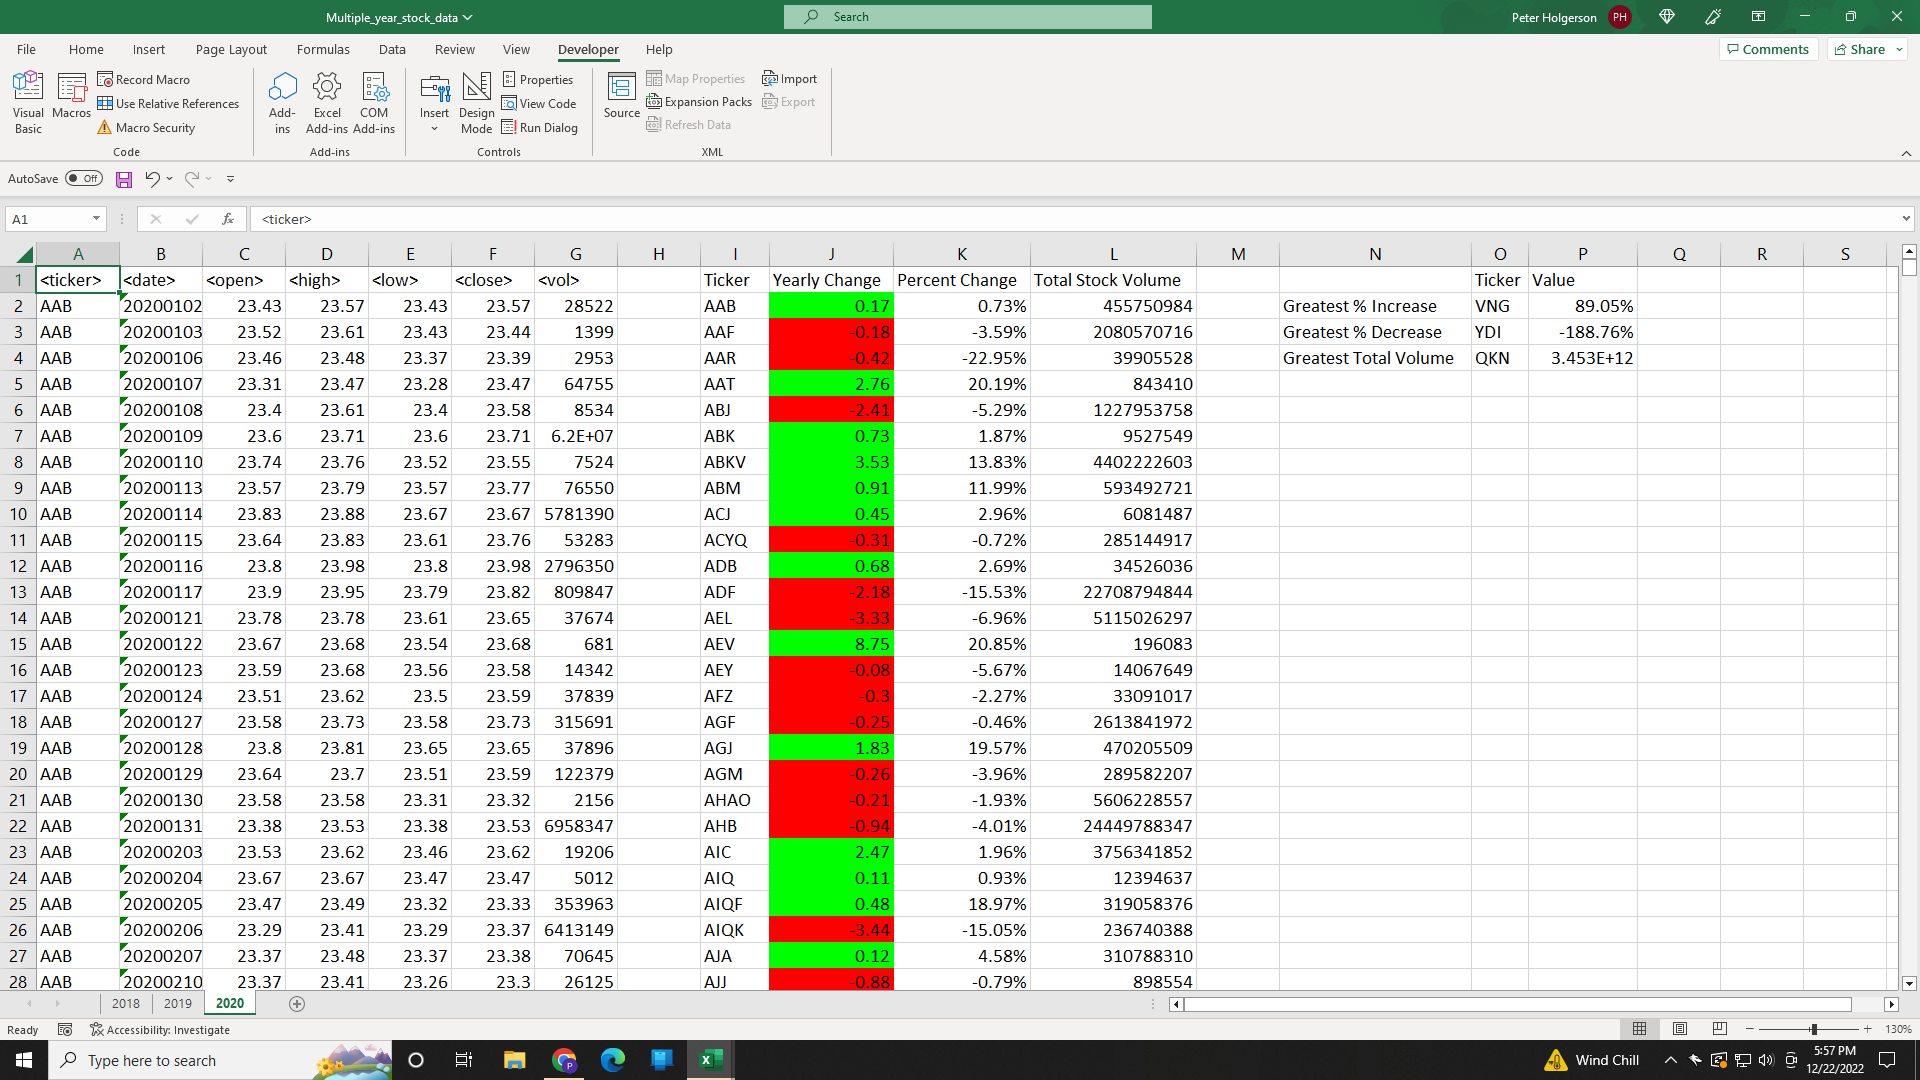 Multiple_year_stock_data
Search
Peter Holgerson PH
File Home Insert Page Layout Formulas Data Review View Developer Help Comments Share
Visual Basic
Macros
Record Macro
Use Relative References
Macro Security
Code
Add-ins
Excel Add-ins
COM Add-ins
Add-ins
Insert
Design Mode
Properties
View Code
Run Dialog
Controls
Source
Map Properties
Expansion Packs
Refresh Data
Import
Export
XML
AutoSave Off
A1 fx <ticker>
A B C D E F G H I J K L M N O P Q R S
1 <ticker> <date> <open> <high> <low> <close> <vol> Ticker Yearly Change Percent Change Total Stock Volume Ticker Value
2 AAB 20200102 23.43 23.57 23.43 23.57 28522 AAB 0.17 0.73% 455750984 Greatest % Increase VNG 89.05%
3 AAB 20200103 23.52 23.61 23.43 23.44 1399 AAF -0.18 -3.59% 2080570716 Greatest % Decrease YDI -188.76%
4 AAB 20200106 23.46 23.48 23.37 23.39 2953 AAR -0.42 -22.95% 39905528 Greatest Total Volume QKN 3.453E+12
5 AAB 20200107 23.31 23.47 23.28 23.47 64755 AAT 2.76 20.19% 843410
6 AAB 20200108 23.4 23.61 23.4 23.58 8534 ABJ -2.41 -5.29% 1227953758
7 AAB 20200109 23.6 23.71 23.6 23.71 6.2E+07 ABK 0.73 1.87% 9527549
8 AAB 20200110 23.74 23.76 23.52 23.55 7524 ABKV 3.53 13.83% 4402222603
9 AAB 20200113 23.57 23.79 23.57 23.77 76550 ABM 0.91 11.99% 593492721
10 AAB 20200114 23.83 23.88 23.67 23.67 5781390 ACJ 0.45 2.96% 6081487
11 AAB 20200115 23.64 23.83 23.61 23.76 53283 ACYQ -0.31 -0.72% 285144917
12 AAB 20200116 23.8 23.98 23.8 23.98 2796350 ADB 0.68 2.69% 34526036
13 AAB 20200117 23.9 23.95 23.79 23.82 809847 ADF -2.18 -15.53% 22708794844
14 AAB 20200121 23.78 23.78 23.61 23.65 37674 AEL -3.33 -6.96% 5115026297
15 AAB 20200122 23.67 23.68 23.54 23.68 681 AEV 8.75 20.85% 196083
16 AAB 20200123 23.59 23.68 23.56 23.58 14342 AEY -0.08 -5.67% 14067649
17 AAB 20200124 23.51 23.62 23.5 23.59 37839 AFZ -0.3 -2.27% 33091017
18 AAB 20200127 23.58 23.73 23.58 23.73 315691 AGF -0.25 -0.46% 2613841972
19 AAB 20200128 23.8 23.81 23.65 23.65 37896 AGJ 1.83 19.57% 470205509
20 AAB 20200129 23.64 23.7 23.51 23.59 122379 AGM -0.26 -3.96% 289582207
21 AAB 20200130 23.58 23.58 23.31 23.32 2156 AHAO -0.21 -1.93% 5606228557
22 AAB 20200131 23.38 23.53 23.38 23.53 6958347 AHB -0.94 -4.01% 24449788347
23 AAB 20200203 23.53 23.62 23.46 23.62 19206 AIC 2.47 1.96% 3756341852
24 AAB 20200204 23.67 23.67 23.47 23.47 5012 AIQ 0.11 0.93% 12394637
25 AAB 20200205 23.47 23.49 23.32 23.33 353963 AIQF 0.48 18.97% 319058376
26 AAB 20200206 23.29 23.41 23.29 23.37 6413149 AIQK -3.44 -15.05% 236740388
27 AAB 20200207 23.37 23.48 23.37 23.38 70645 AJA 0.12 4.58% 310788310
28 AAB 20200210 23.37 23.41 23.26 23.3 26125 AJJ -0.88 -0.79% 898554
2018 2019 2020
Ready Accessibility: Investigate 130%
Type here to search
Wind Chill
5:57 PM
12/22/2022